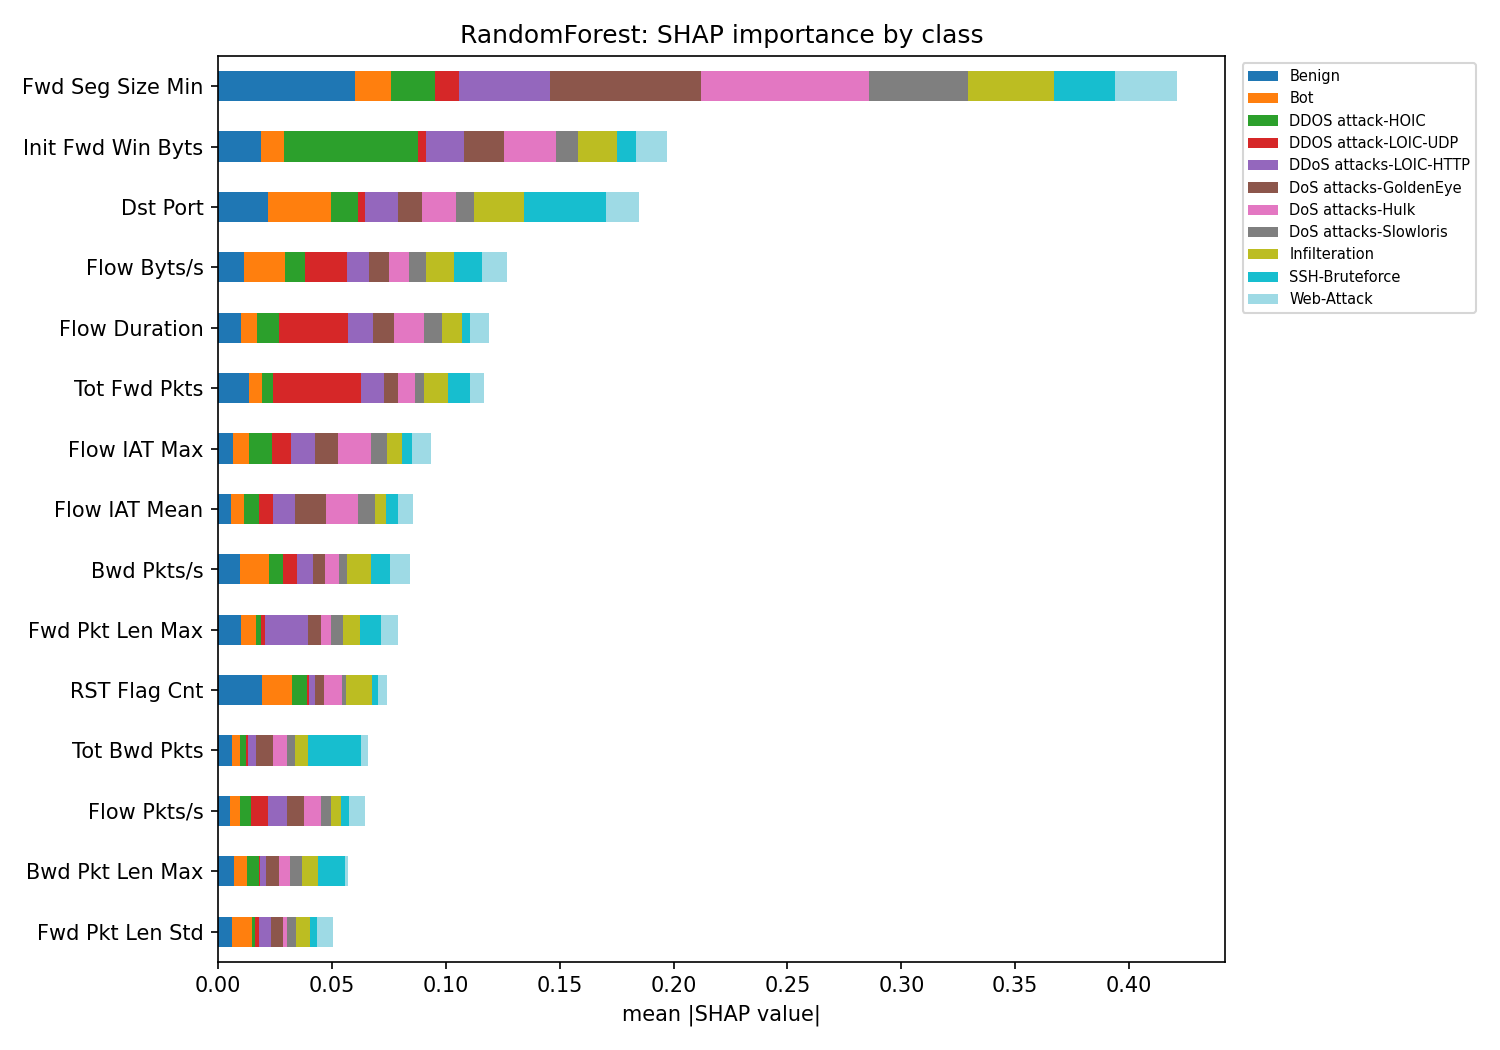 RandomForest: SHAP importance by class
Fwd Seg Size Min
Init Fwd Win Byts
Dst Port
Flow Byts/s
Flow Duration
Tot Fwd Pkts
Flow IAT Max
Flow IAT Mean
Bwd Pkts/s
Fwd Pkt Len Max
RST Flag Cnt
Tot Bwd Pkts
Flow Pkts/s
Bwd Pkt Len Max
Fwd Pkt Len Std
0.00 0.05 0.10 0.15 0.20 0.25 0.30 0.35 0.40
mean |SHAP value|
Benign
Bot
DDOS attack-HOIC
DDOS attack-LOIC-UDP
DDoS attacks-LOIC-HTTP
DoS attacks-GoldenEye
DoS attacks-Hulk
DoS attacks-Slowloris
Infilteration
SSH-Bruteforce
Web-Attack